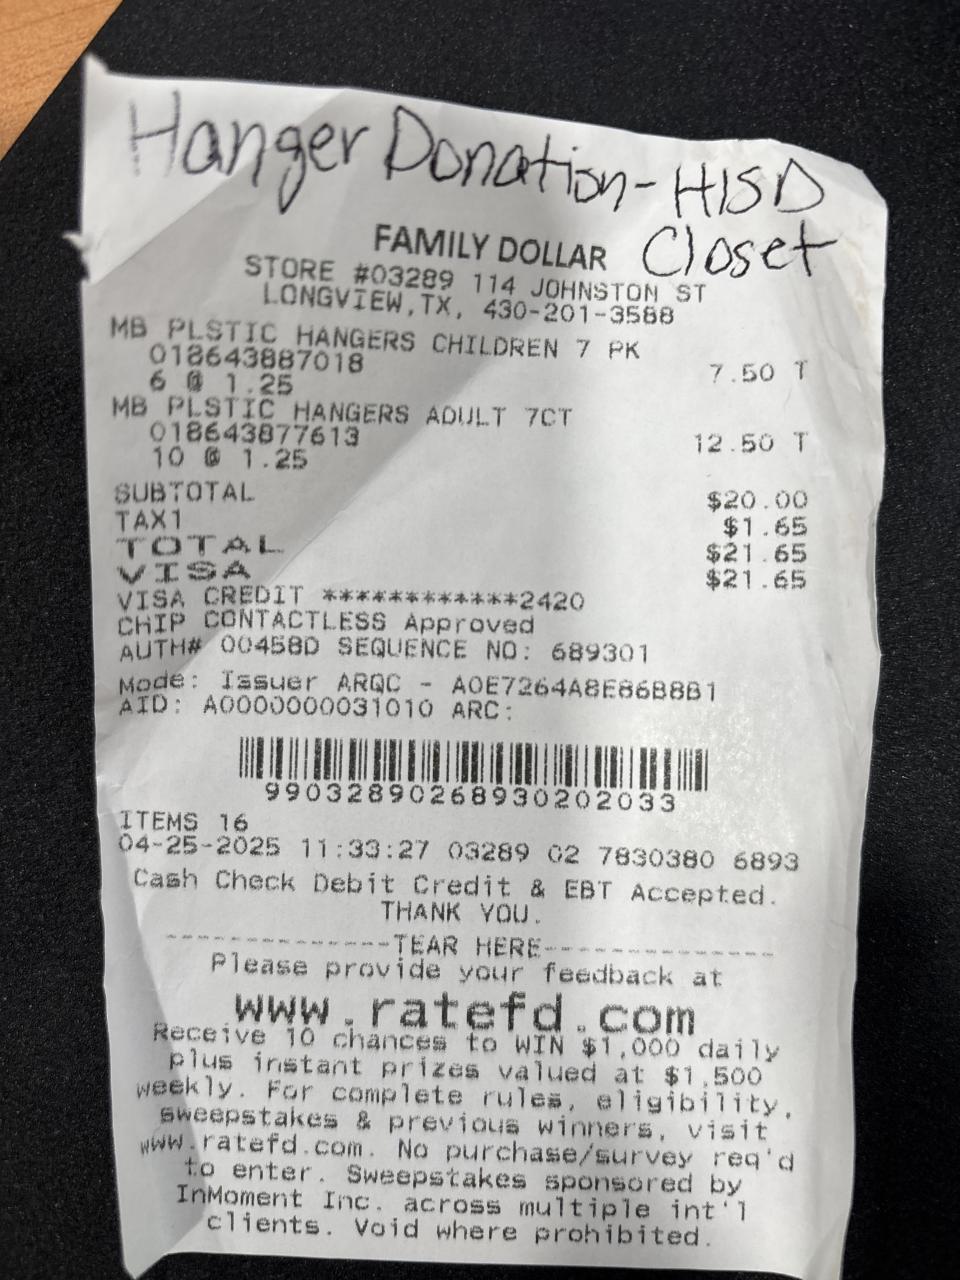 Hanger Donation - HISD
Closet
FAMILY DOLLAR
STORE #03289 114 JOHNSTON ST
LONGVIEW,TX, 430-201-3588
MB PLSTIC HANGERS CHILDREN 7 PK
018643887018 7.50 T
6 @ 1.25
MB PLSTIC HANGERS ADULT 7CT
018643877613 12.50 T
10 @ 1.25
SUBTOTAL $20.00
TAX1 $1.65
TOTAL $21.65
VISA $21.65
VISA CREDIT ************2420
CHIP CONTACTLESS Approved
AUTH# 00458D SEQUENCE NO: 689301
Mode: Issuer ARQC - A0E7264A8E86B8B1
AID: A0000000031010 ARC:
99032890268930202033
ITEMS 16
04-25-2025 11:33:27 03289 02 7830380 6893
Cash Check Debit Credit & EBT Accepted.
THANK YOU.
-------------TEAR HERE-------------
Please provide your feedback at
www.ratefd.com
Receive 10 chances to WIN $1,000 daily
plus instant prizes valued at $1,500
weekly. For complete rules, eligibility,
sweepstakes & previous winners, visit
www.ratefd.com. No purchase/survey req'd
to enter. Sweepstakes sponsored by
InMoment Inc. across multiple int'l
clients. Void where prohibited.